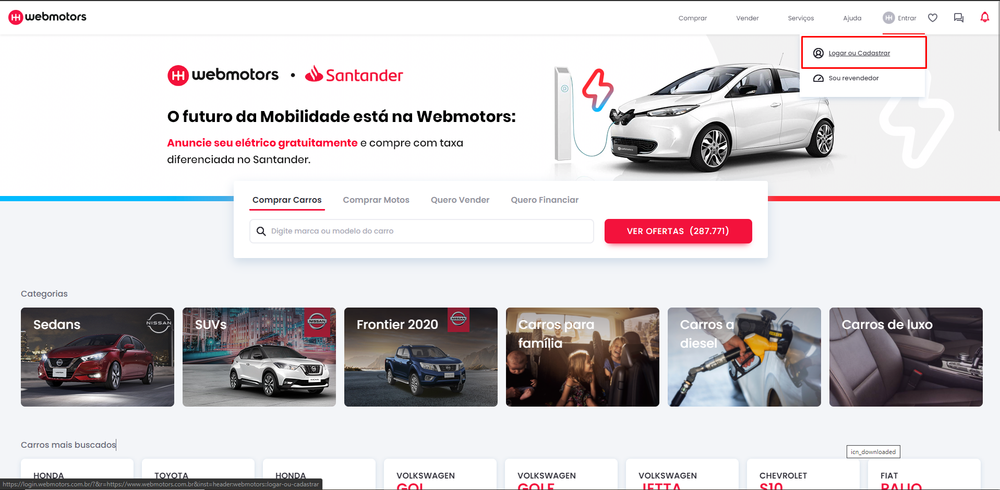 webmotors
Comprar
Vender
Serviços
Ajuda
Entrar
Logar ou Cadastrar
Sou revendedor
webmotors • Santander
O futuro da Mobilidade está na Webmotors:
Anuncie seu elétrico gratuitamente e compre com taxa
diferenciada no Santander.
webmotors
Comprar Carros
Comprar Motos
Quero Vender
Quero Financiar
Digite marca ou modelo do carro
VER OFERTAS (287.771)
Categorias
Sedans
NISSAN
VERSA
SUVs
NISSAN
KICKS
Frontier 2020
NISSAN
Carros para
família
Carros a
diesel
Carros de luxo
Carros mais buscados
icn_downloaded
HONDA
TOYOTA
HONDA
VOLKSWAGEN
GOL
VOLKSWAGEN
GOLF
VOLKSWAGEN
JETTA
CHEVROLET
S10
FIAT
PALIO
https://login.webmotors.com.br/?&r=https://www.webmotors.com.br&inst=header:webmotors::logar-ou-cadastrar